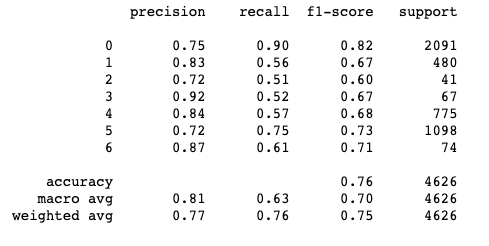 precision recall f1-score support
0 0.75 0.90 0.82 2091
1 0.83 0.56 0.67 480
2 0.72 0.51 0.60 41
3 0.92 0.52 0.67 67
4 0.84 0.57 0.68 775
5 0.72 0.75 0.73 1098
6 0.87 0.61 0.71 74
accuracy 0.76 4626
macro avg 0.81 0.63 0.70 4626
weighted avg 0.77 0.76 0.75 4626